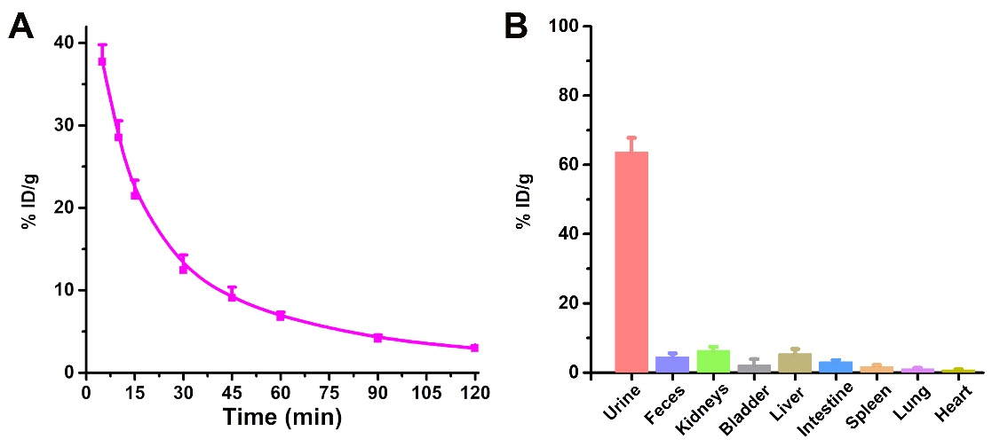 A
% ID/g
40
30
20
10
0
0 15 30 45 60 75 90 105 120
Time (min)
B
% ID/g
100
80
60
40
20
0
Urine Feces Kidneys Bladder Liver Intestine Spleen Lung Heart